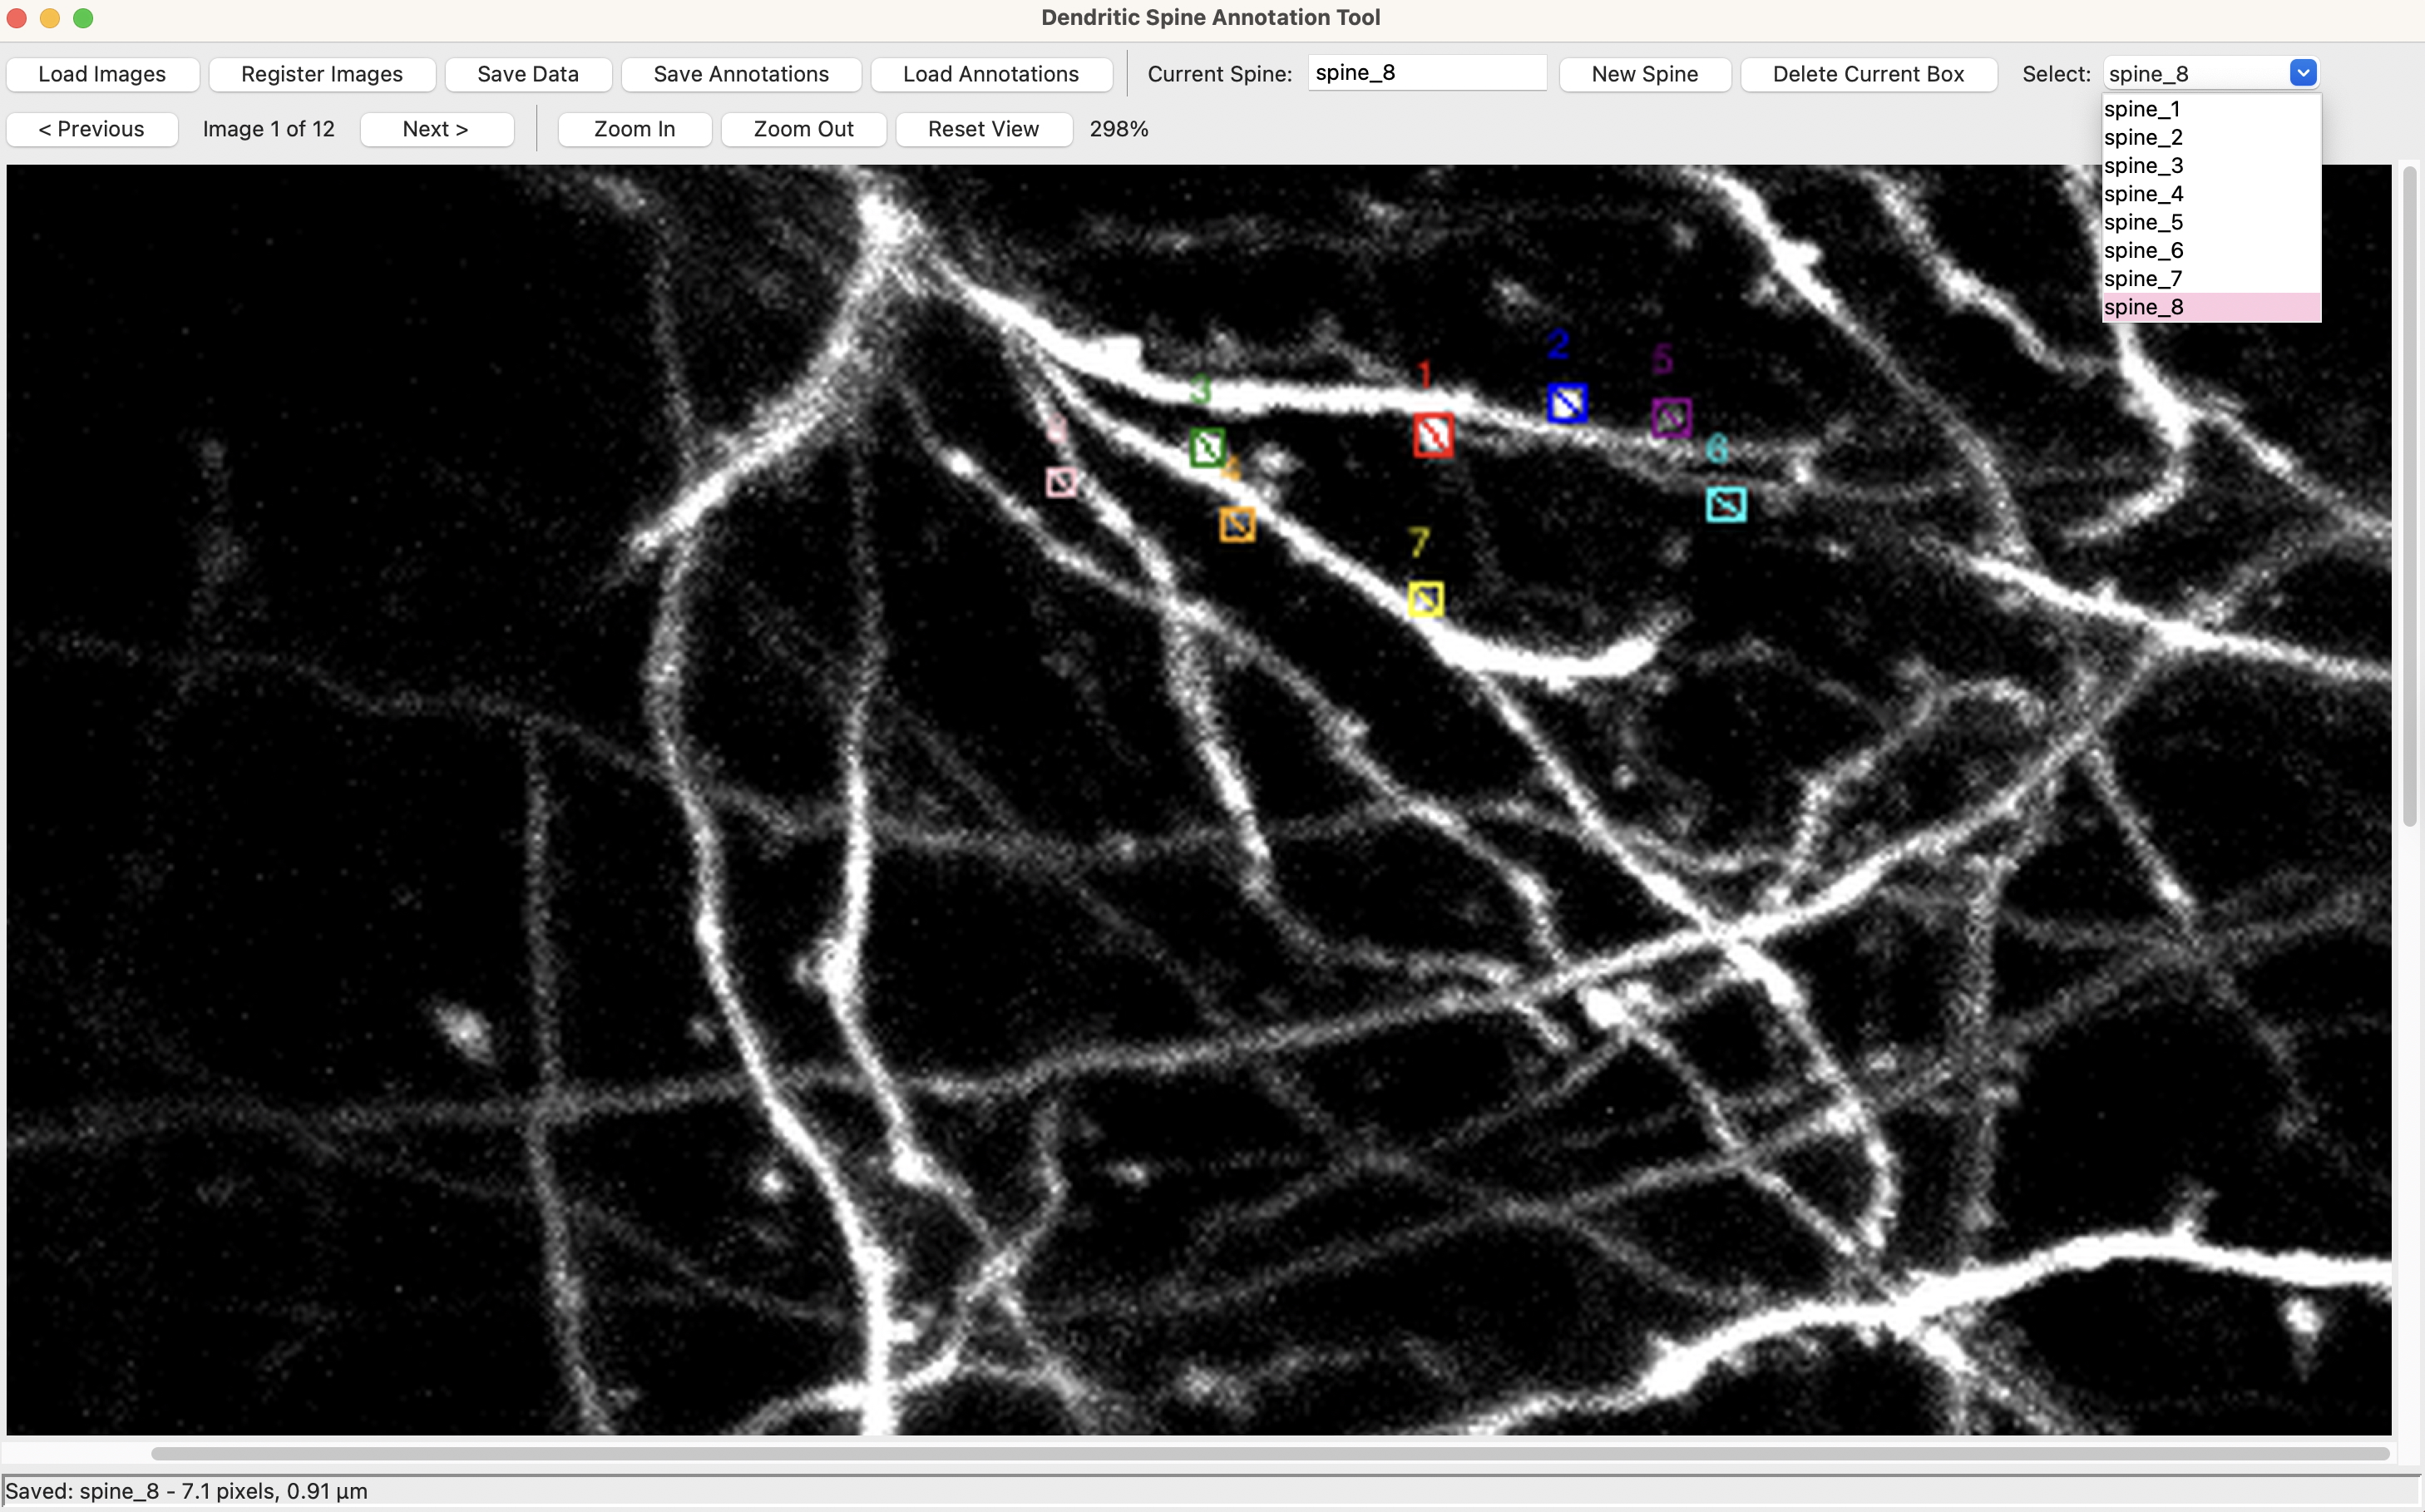 Dendritic Spine Annotation Tool
Load Images Register Images Save Data Save Annotations Load Annotations Current Spine: spine_8 New Spine Delete Current Box Select: spine_8
< Previous Image 1 of 12 Next > Zoom In Zoom Out Reset View 298%
spine_1
spine_2
spine_3
spine_4
spine_5
spine_6
spine_7
spine_8
2
5
1
3
6
7
Saved: spine_8 - 7.1 pixels, 0.91 µm